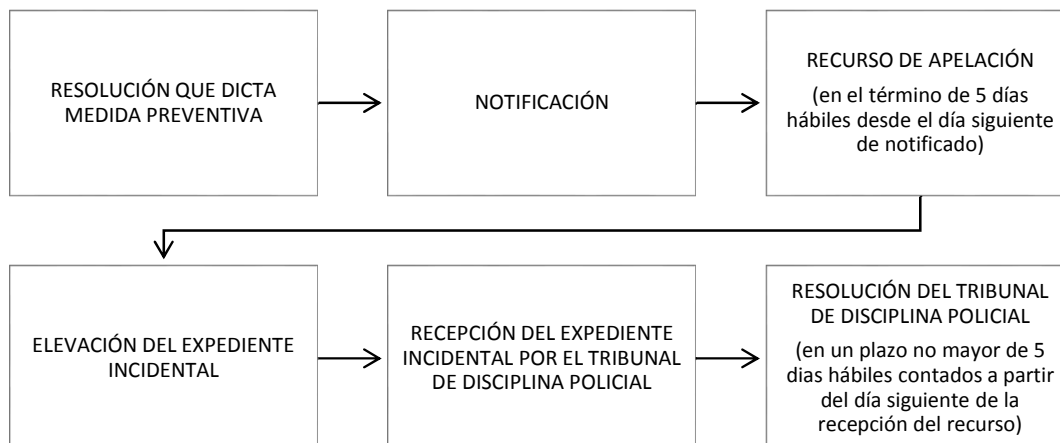 RESOLUCIÓN QUE DICTA
MEDIDA PREVENTIVA
NOTIFICACIÓN
RECURSO DE APELACIÓN
(en el término de 5 días
hábiles desde el día siguiente
de notificado)
ELEVACIÓN DEL EXPEDIENTE
INCIDENTAL
RECEPCIÓN DEL EXPEDIENTE
INCIDENTAL POR EL TRIBUNAL
DE DISCIPLINA POLICIAL
RESOLUCIÓN DEL TRIBUNAL
DE DISCIPLINA POLICIAL
(en un plazo no mayor de 5
dias hábiles contados a partir
del día siguiente de la
recepción del recurso)